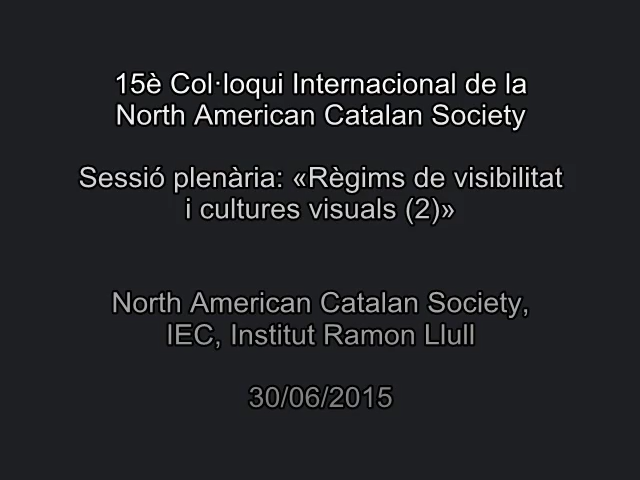 15è Col·loqui Internacional de la
North American Catalan Society
Sessió plenària: «Règims de visibilitat
i cultures visuals (2)»
North American Catalan Society,
IEC, Institut Ramon Llull
30/06/2015